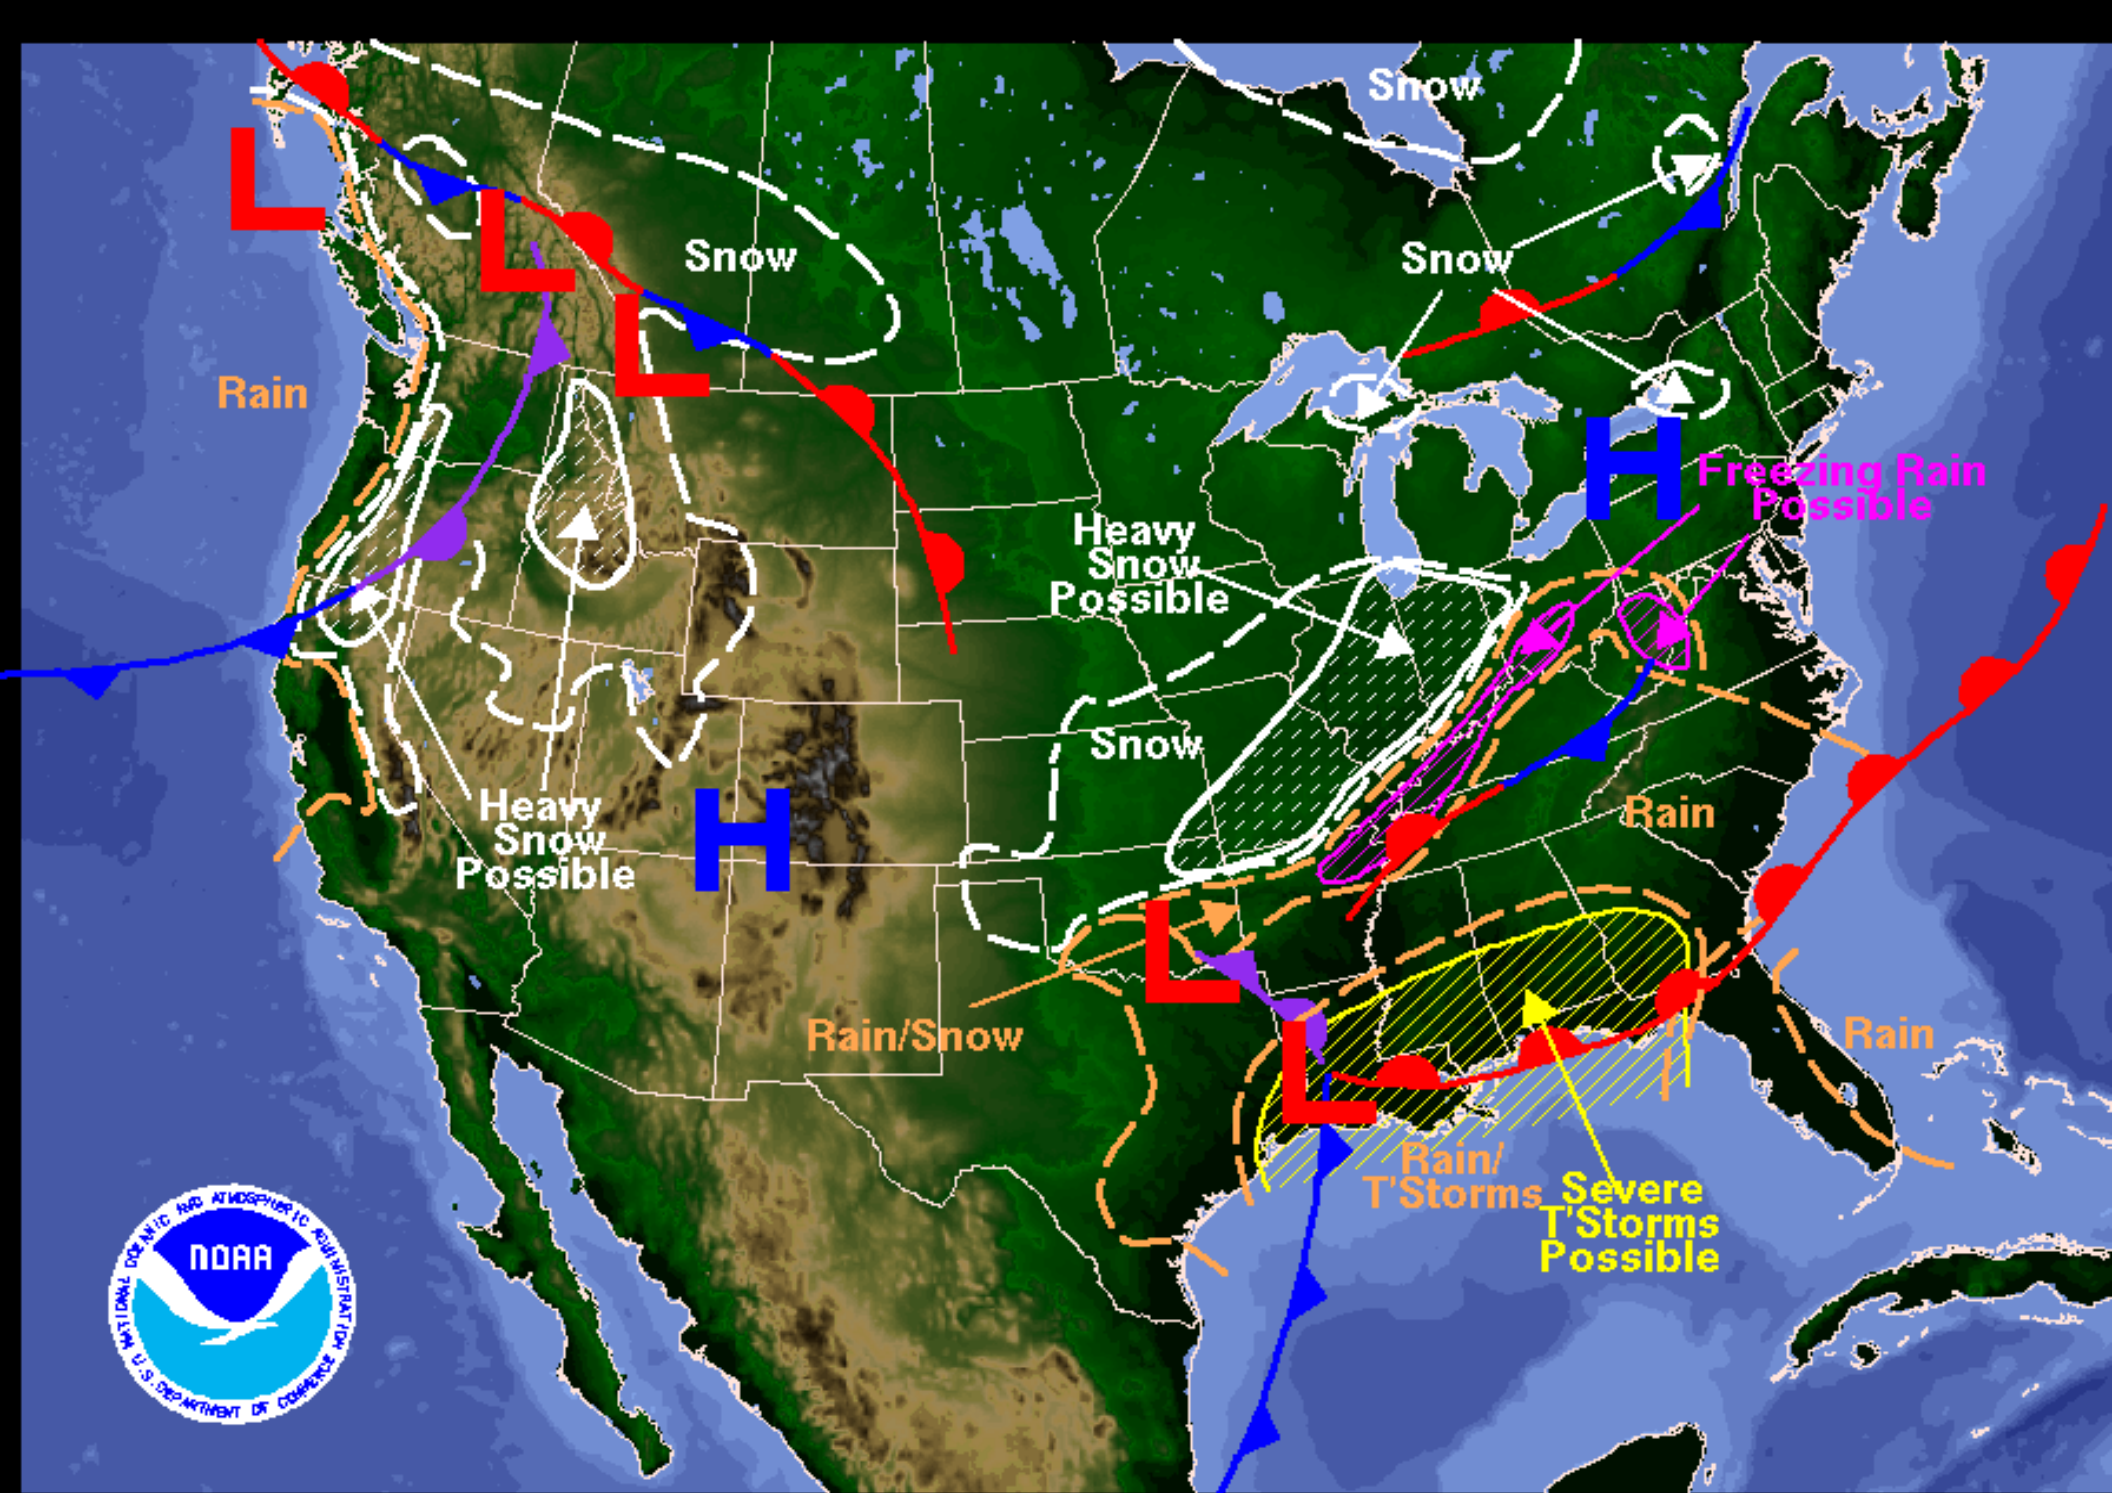 Snow
L
Snow
L
Snow
L
Rain
H
Freezing Rain
Possible
Heavy
Snow
Possible
Snow
Heavy
Snow
Possible
H
Rain
L
Rain/Snow
L
Rain
Rain/
T'Storms
Severe
T'Storms
Possible
NATIONAL OCEANIC AND ATMOSPHERIC ADMINISTRATION
NOAA
U.S. DEPARTMENT OF COMMERCE